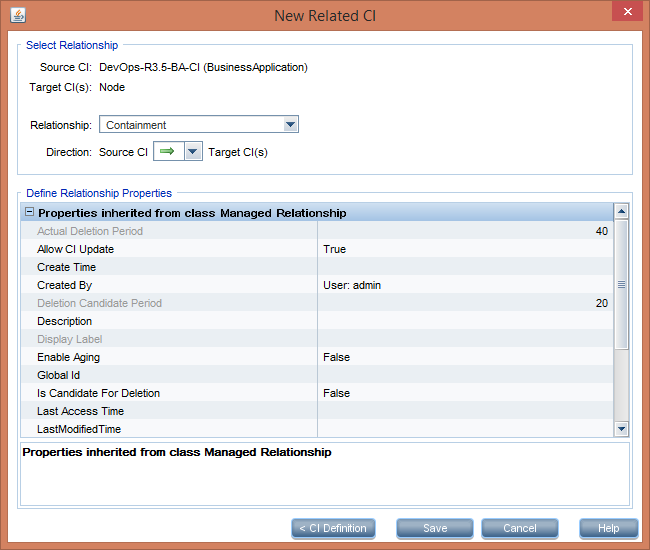 New Related CI
Select Relationship
Source CI: DevOps-R3.5-BA-CI (BusinessApplication)
Target CI(s): Node
Relationship: Containment
Direction: Source CI Target CI(s)
Define Relationship Properties
Properties inherited from class Managed Relationship
Actual Deletion Period 40
Allow CI Update True
Create Time
Created By User: admin
Deletion Candidate Period 20
Description
Display Label
Enable Aging False
Global Id
Is Candidate For Deletion False
Last Access Time
LastModifiedTime
Properties inherited from class Managed Relationship
< CI Definition Save Cancel Help